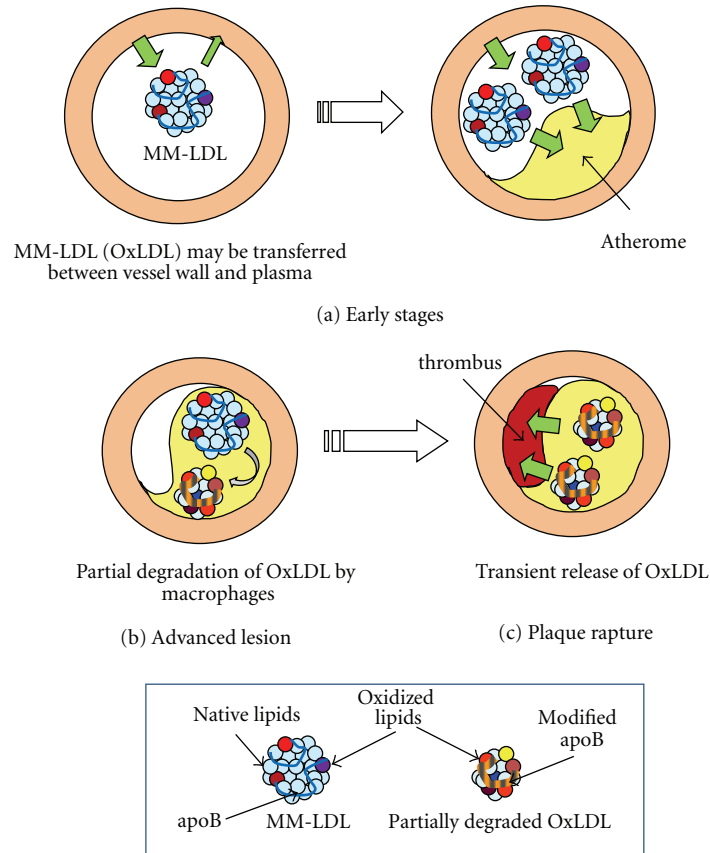 MM-LDL
MM-LDL (OxLDL) may be transferred
between vessel wall and plasma
Atherome
(a) Early stages
thrombus
Partial degradation of OxLDL by
macrophages
Transient release of OxLDL
(b) Advanced lesion
(c) Plaque rapture
Native lipids
Oxidized
lipids
Modified
apoB
apoB
MM-LDL
Partially degraded OxLDL